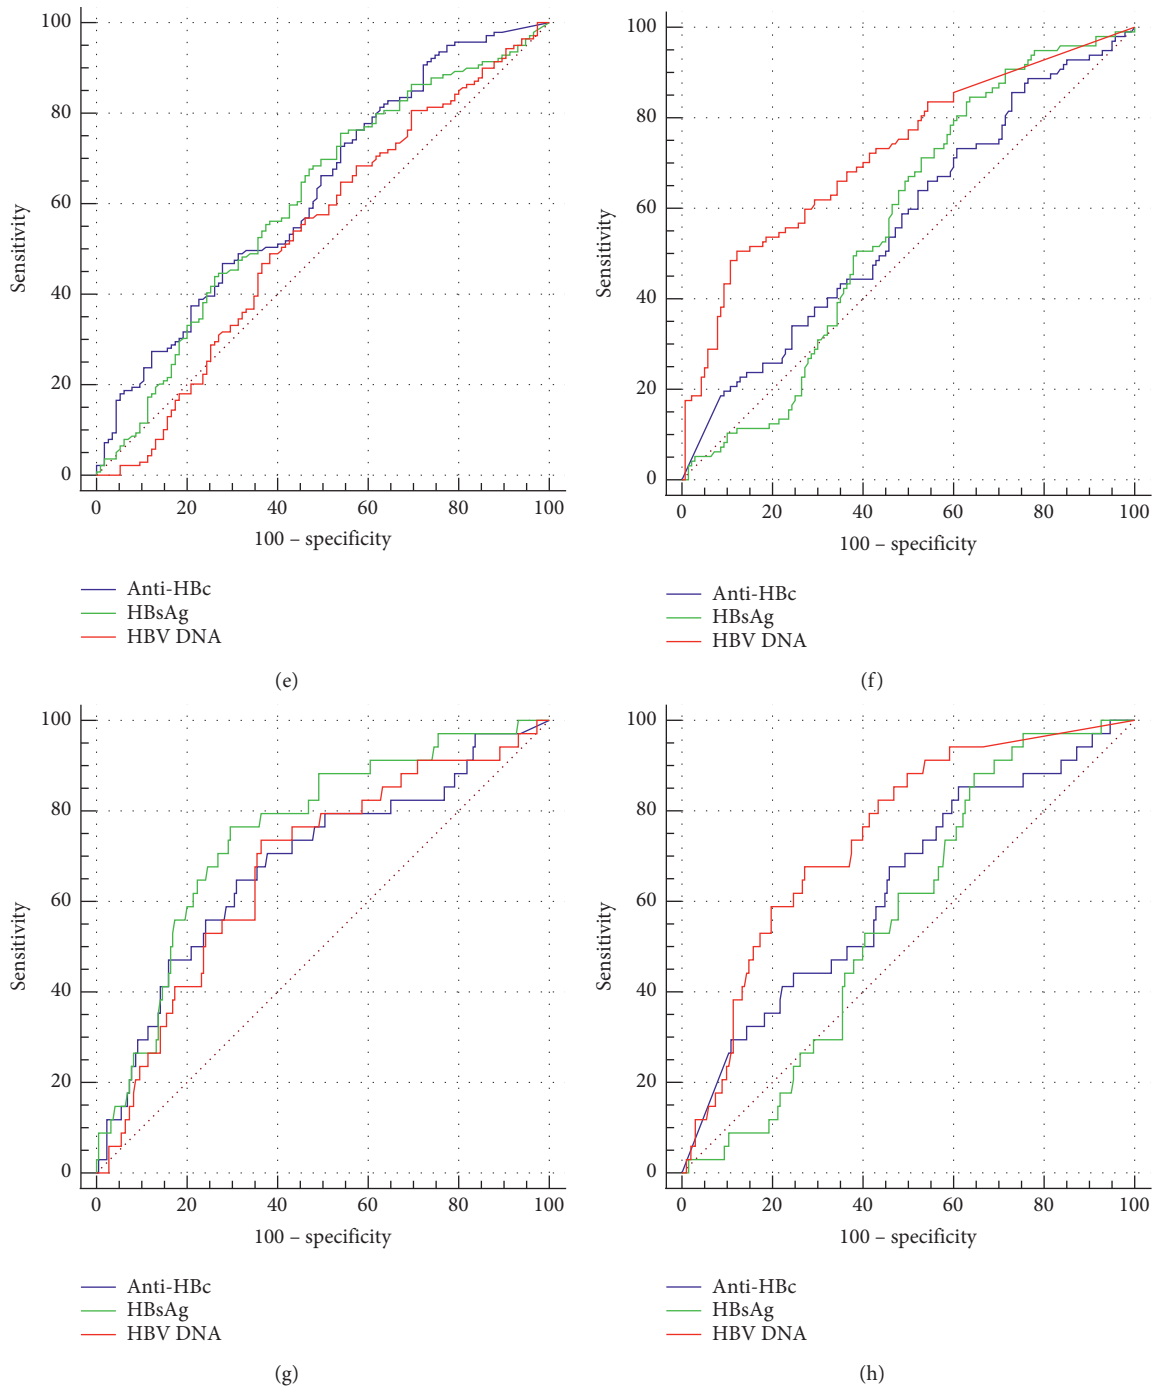 100
80
60
40
20
0
Sensitivity
0 20 40 60 80 100
100 – specificity
Anti-HBc
HBsAg
HBV DNA
(e)
100
80
60
40
20
0
Sensitivity
0 20 40 60 80 100
100 – specificity
Anti-HBc
HBsAg
HBV DNA
(f)
100
80
60
40
20
0
Sensitivity
0 20 40 60 80 100
100 – specificity
Anti-HBc
HBsAg
HBV DNA
(g)
100
80
60
40
20
0
Sensitivity
0 20 40 60 80 100
100 – specificity
Anti-HBc
HBsAg
HBV DNA
(h)